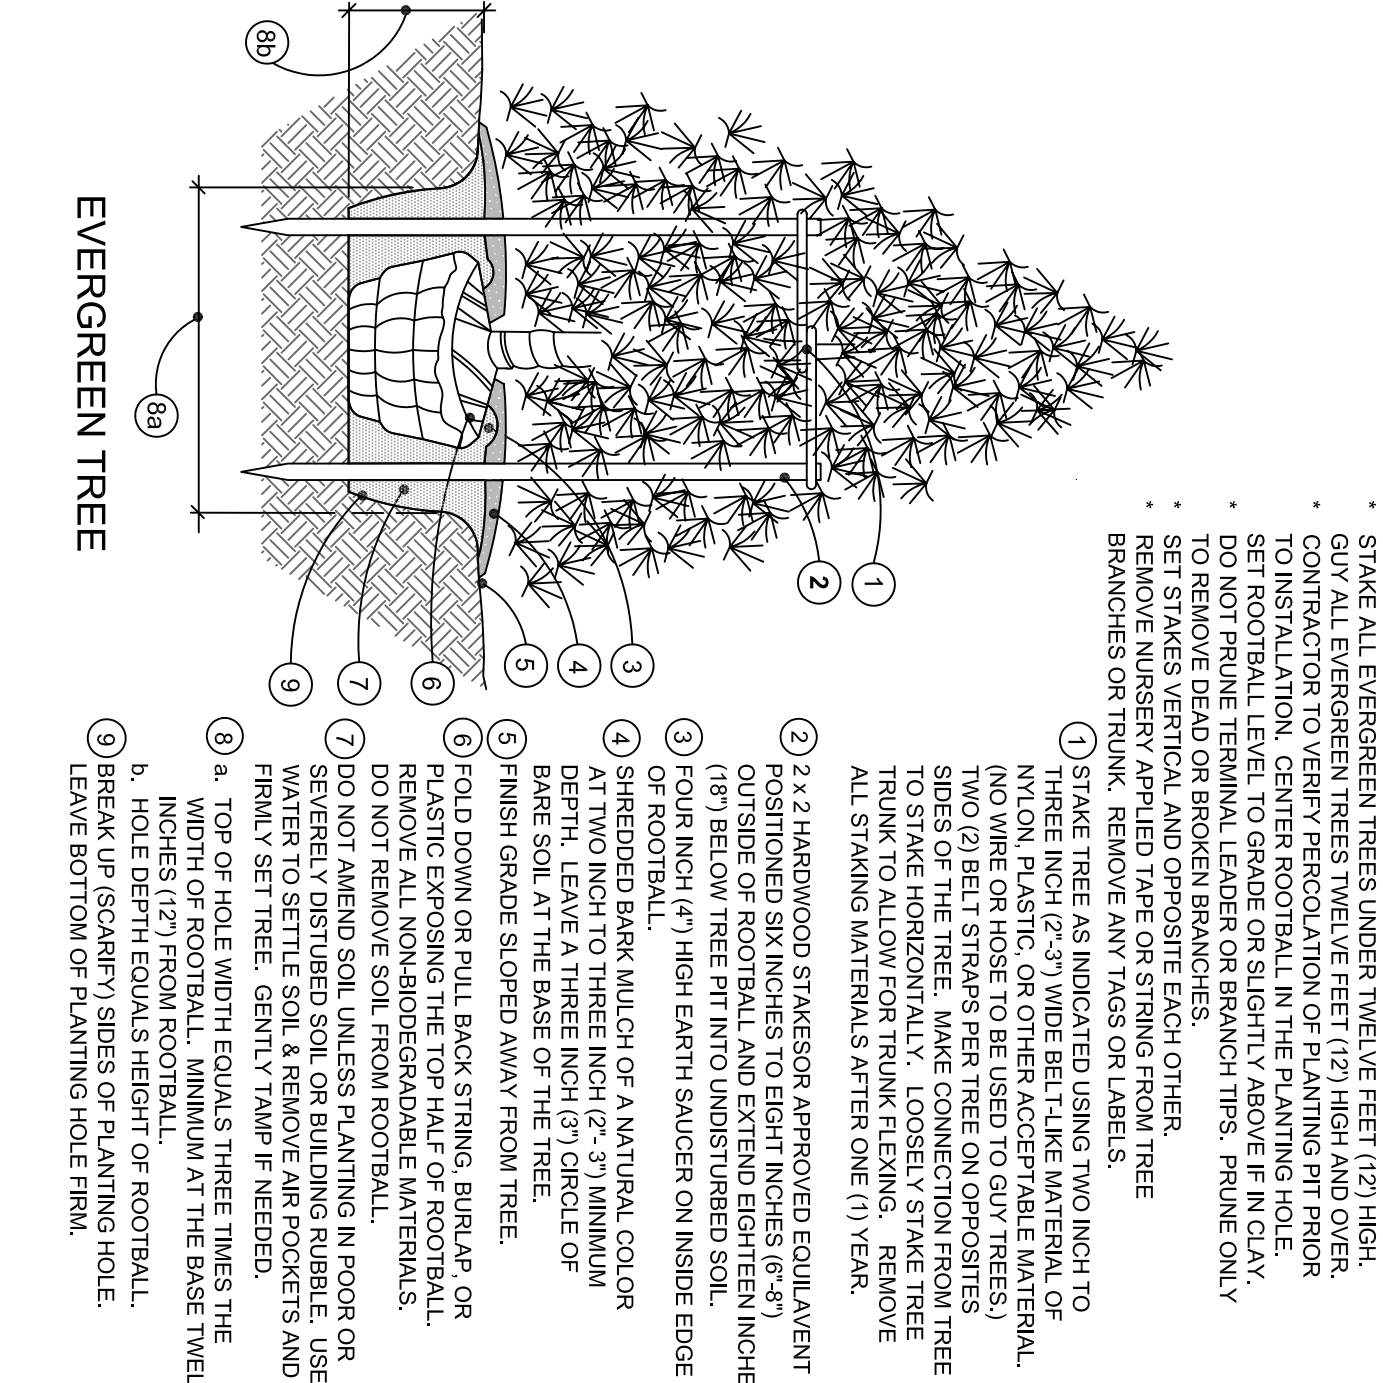 * STAKE ALL EVERGREEN TREES UNDER TWELVE FEET (12') HIGH.
GUY ALL EVERGREEN TREES TWELVE FEET (12') HIGH AND OVER.
* CONTRACTOR TO VERIFY PERCOLATION OF PLANTING PIT PRIOR
TO INSTALLATION. CENTER ROOTBALL IN THE PLANTING HOLE.
SET ROOTBALL LEVEL TO GRADE OR SLIGHTLY ABOVE IF IN CLAY.
* DO NOT PRUNE TERMINAL LEADER OR BRANCH TIPS. PRUNE ONLY
TO REMOVE DEAD OR BROKEN BRANCHES.
* SET STAKES VERTICAL AND OPPOSITE EACH OTHER.
* REMOVE NURSERY APPLIED TAPE OR STRING FROM TREE
BRANCHES OR TRUNK. REMOVE ANY TAGS OR LABELS.
1 STAKE TREE AS INDICATED USING TWO INCH TO
THREE INCH (2"-3") WIDE BELT-LIKE MATERIAL OF
NYLON, PLASTIC, OR OTHER ACCEPTABLE MATERIAL.
(NO WIRE OR HOSE TO BE USED TO GUY TREES.)
TWO (2) BELT STRAPS PER TREE ON OPPOSITES
SIDES OF THE TREE. MAKE CONNECTION FROM TREE
TO STAKE HORIZONTALLY. LOOSELY STAKE TREE
TRUNK TO ALLOW FOR TRUNK FLEXING. REMOVE
ALL STAKING MATERIALS AFTER ONE (1) YEAR.
2 2 x 2 HARDWOOD STAKESOR APPROVED EQUILAVENT
POSITIONED SIX INCHES TO EIGHT INCHES (6"-8")
OUTSIDE OF ROOTBALL AND EXTEND EIGHTEEN INCHE
(18") BELOW TREE PIT INTO UNDISTURBED SOIL.
3 FOUR INCH (4") HIGH EARTH SAUCER ON INSIDE EDGE
OF ROOTBALL.
4 SHREDDED BARK MULCH OF A NATURAL COLOR
AT TWO INCH TO THREE INCH (2"- 3") MINIMUM
DEPTH. LEAVE A THREE INCH (3") CIRCLE OF
BARE SOIL AT THE BASE OF THE TREE.
5 FINISH GRADE SLOPED AWAY FROM TREE.
6 FOLD DOWN OR PULL BACK STRING, BURLAP, OR
PLASTIC EXPOSING THE TOP HALF OF ROOTBALL.
REMOVE ALL NON-BIODEGRADABLE MATERIALS.
DO NOT REMOVE SOIL FROM ROOTBALL.
7 DO NOT AMEND SOIL UNLESS PLANTING IN POOR OR
SEVERELY DISTUBED SOIL OR BUILDING RUBBLE. USE
WATER TO SETTLE SOIL & REMOVE AIR POCKETS AND
FIRMLY SET TREE. GENTLY TAMP IF NEEDED.
8 a. TOP OF HOLE WIDTH EQUALS THREE TIMES THE
WIDTH OF ROOTBALL. MINIMUM AT THE BASE TWEL
INCHES (12") FROM ROOTBALL.
b. HOLE DEPTH EQUALS HEIGHT OF ROOTBALL.
9 BREAK UP (SCARIFY) SIDES OF PLANTING HOLE.
LEAVE BOTTOM OF PLANTING HOLE FIRM.
1
2
3
4
5
6
7
9
8b
8a
EVERGREEN TREE